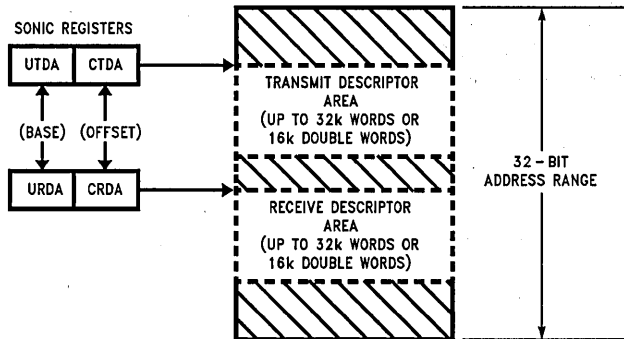 SONIC REGISTERS
UTDA CTDA
(BASE) (OFFSET)
URDA CRDA
TRANSMIT DESCRIPTOR
AREA
(UP TO 32k WORDS OR
16k DOUBLE WORDS)
RECEIVE DESCRIPTOR
AREA
(UP TO 32k WORDS OR
16k DOUBLE WORDS)
32-BIT
ADDRESS RANGE